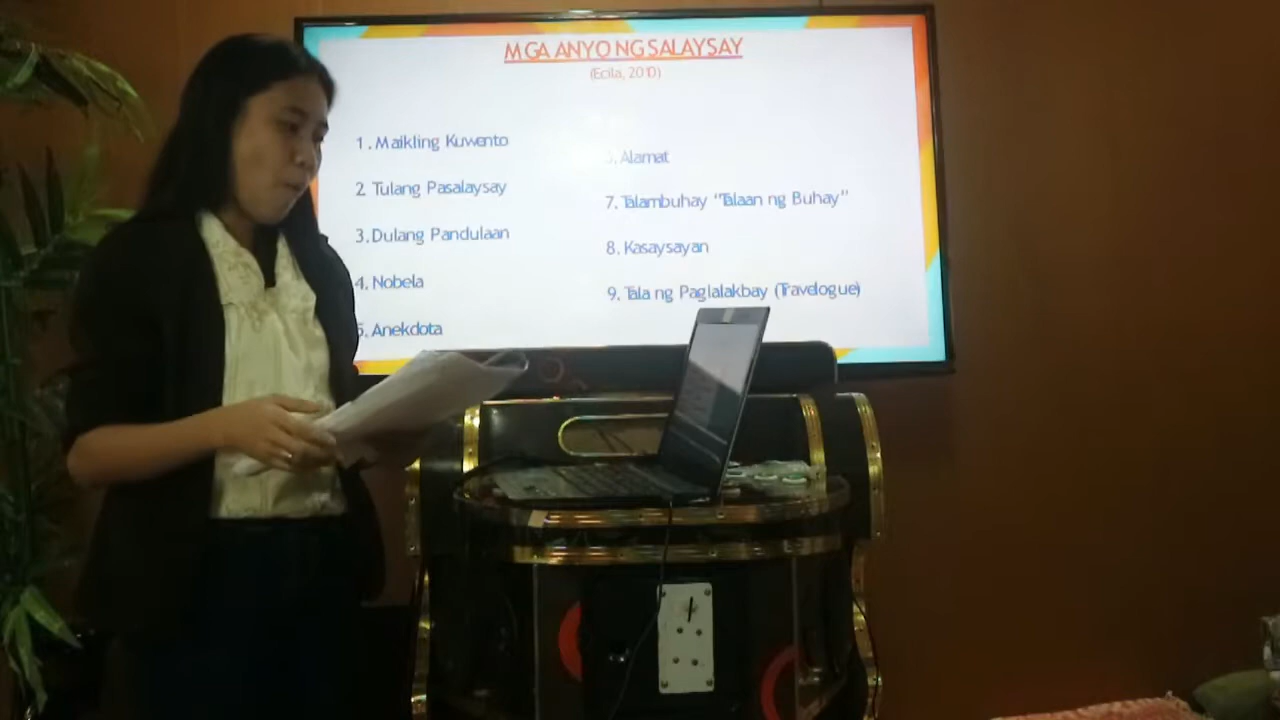 MGA ANYO NG SALAYSAY
(Ecila, 2010)
1. Maikling Kuwento
2. Tulang Pasalaysay
3. Dulang Pandulaan
4. Nobela
5. Anekdota
Alamat
7. Talambuhay "Talaan ng Buhay"
8. Kasaysayan
9. Tala ng Paglalakbay (Travelogue)